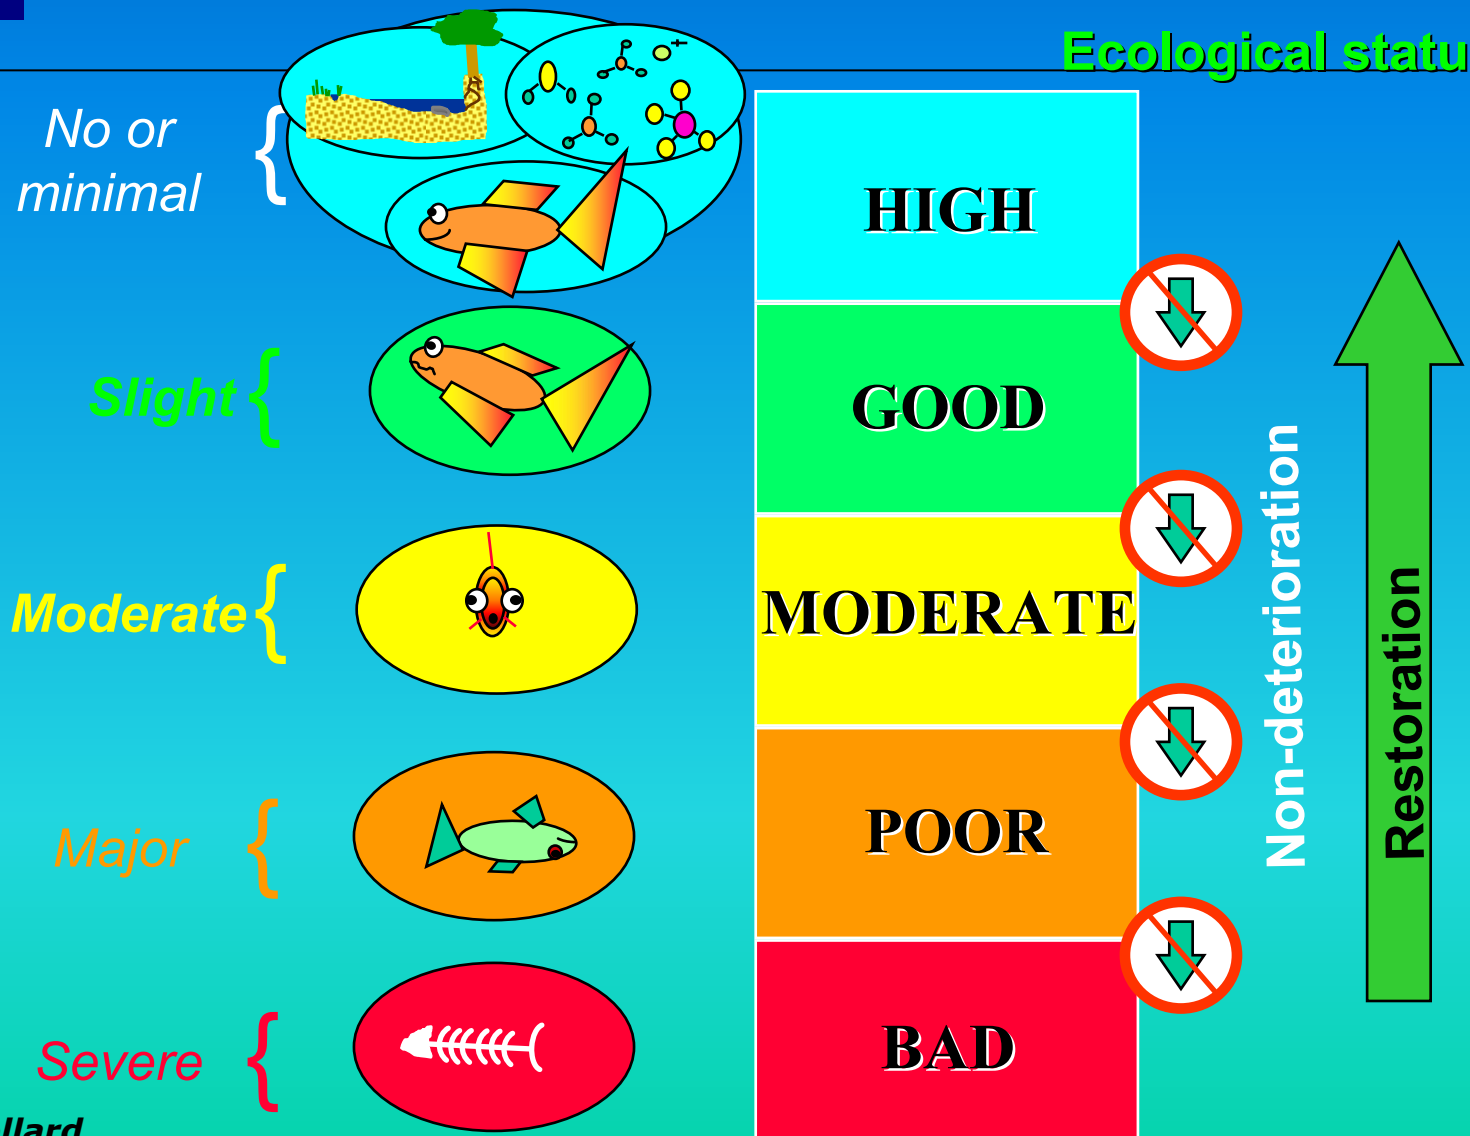 Ecological statu
No or
minimal
HIGH
Slight
GOOD
Moderate
MODERATE
Major
POOR
Severe
BAD
Non-deterioration
Restoration
llard